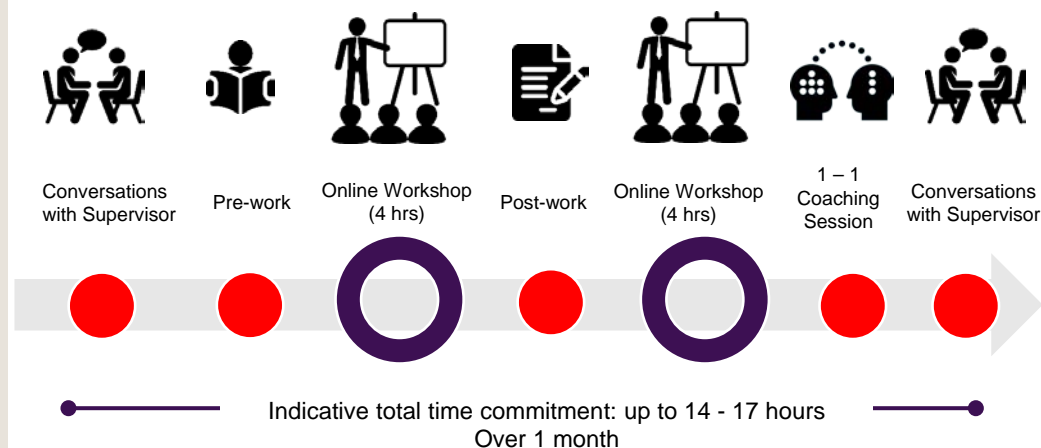 Conversations
with Supervisor
Pre-work
Online Workshop
(4 hrs)
Post-work
Online Workshop
(4 hrs)
1 – 1
Coaching
Session
Conversations
with Supervisor
Indicative total time commitment: up to 14 - 17 hours
Over 1 month